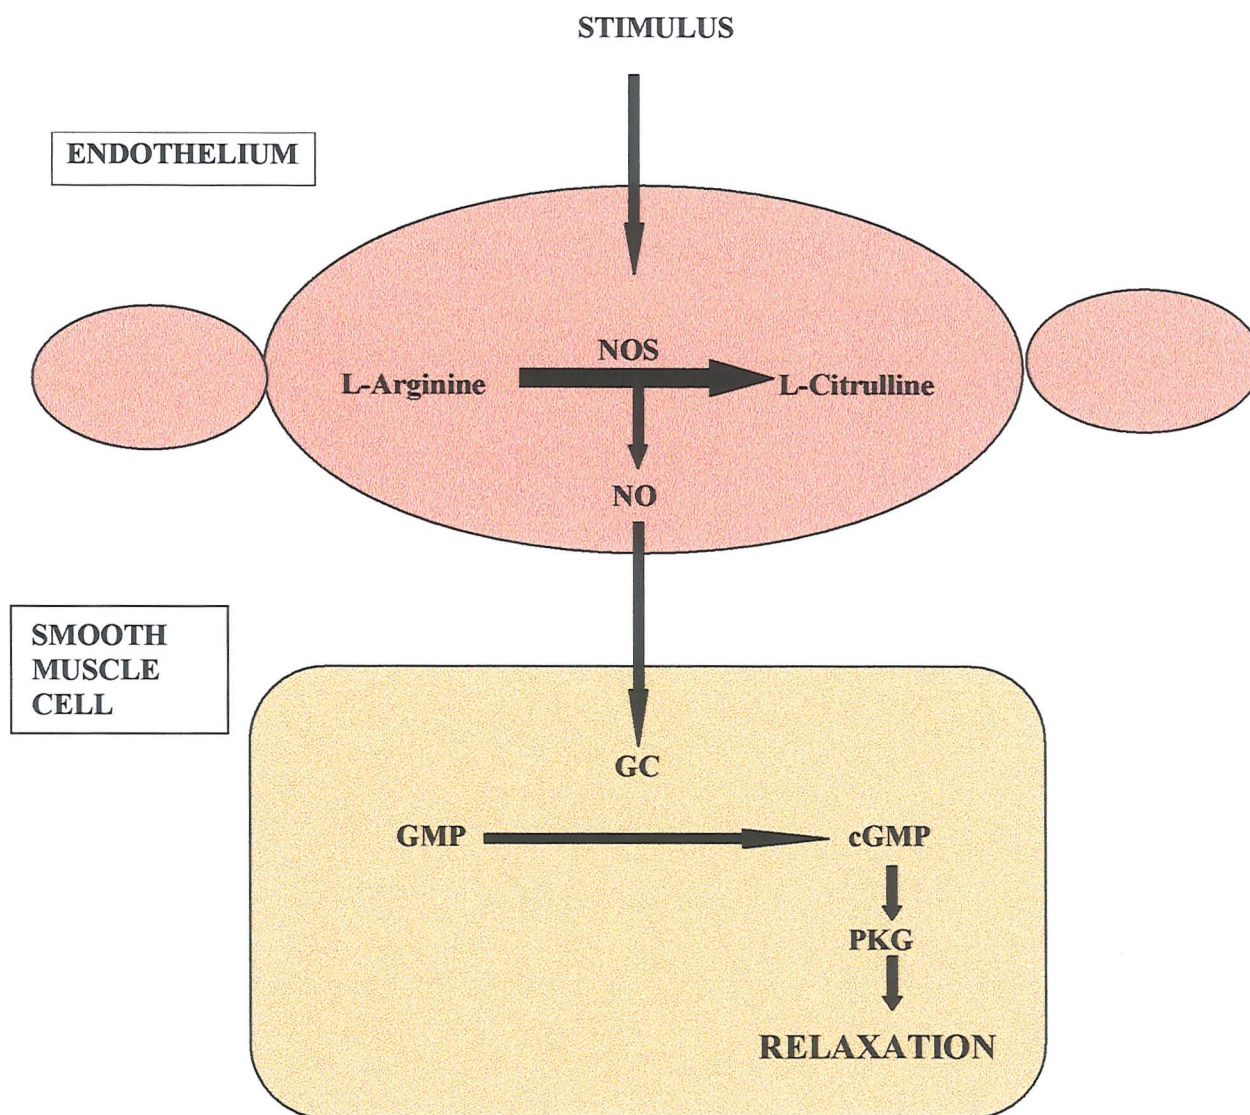 STIMULUS
ENDOTHELIUM
NOS
L-Arginine
L-Citrulline
NO
SMOOTH
MUSCLE
CELL
GC
GMP
cGMP
PKG
RELAXATION